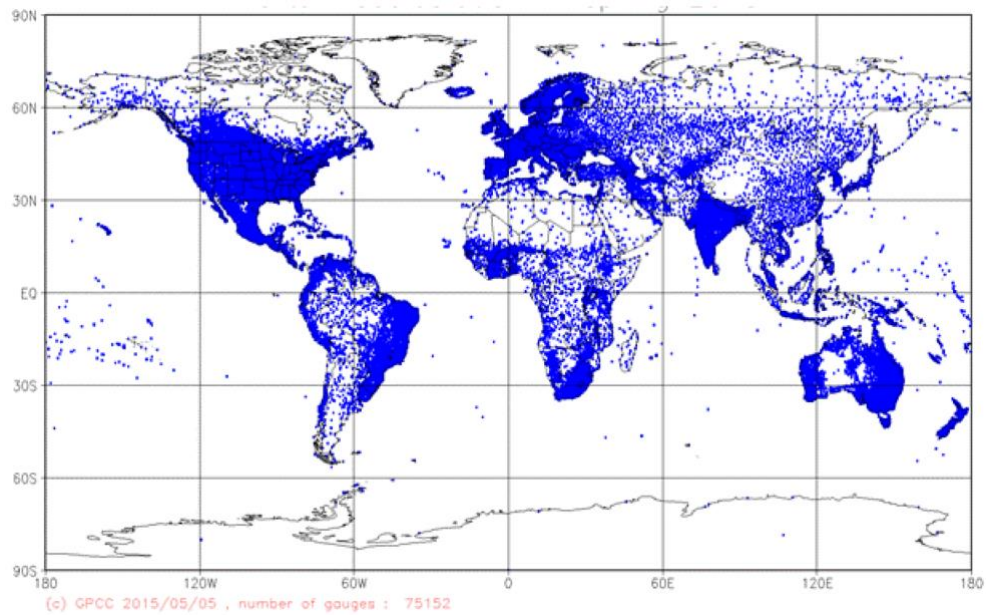 90N
60N
30N
EQ
30S
60S
90S
180 120W 60W 0 60E 120E 180
(c) GPCC 2015/05/05 , number of gauges : 75152